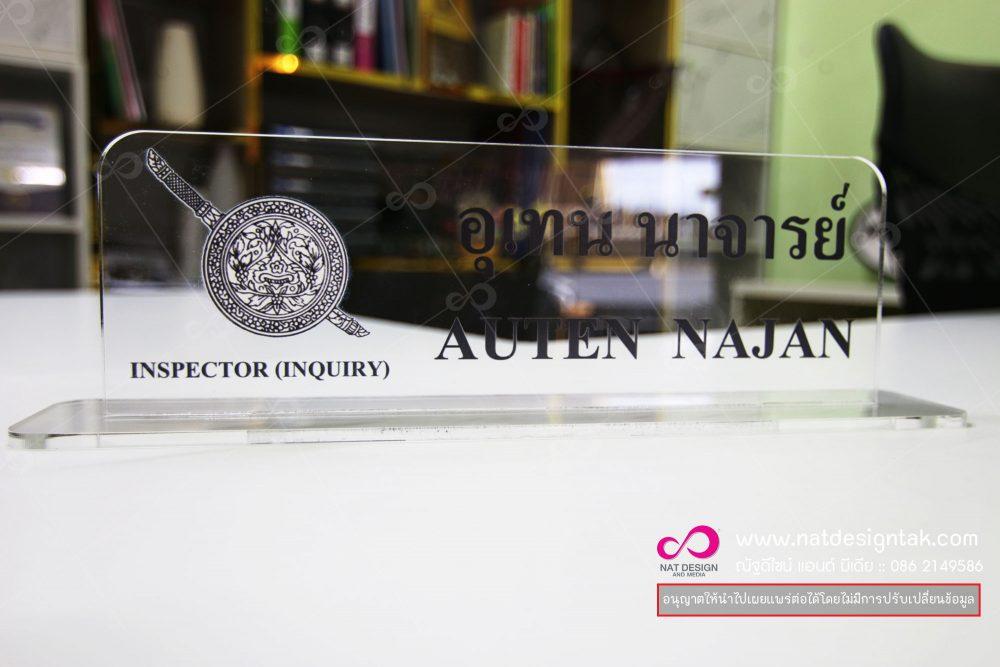 อุเทน นาจารย์
AUTEN NAJAN
INSPECTOR (INQUIRY)
www.natdesigntak.com
NAT DESIGN
AND MEDIA
ณัฐดีไซน์ แอนด์ มีเดีย :: 086 2149586
อนุญาตให้นำไปเผยแพร่ต่อได้โดยไม่มีการปรับเปลี่ยนข้อมูล